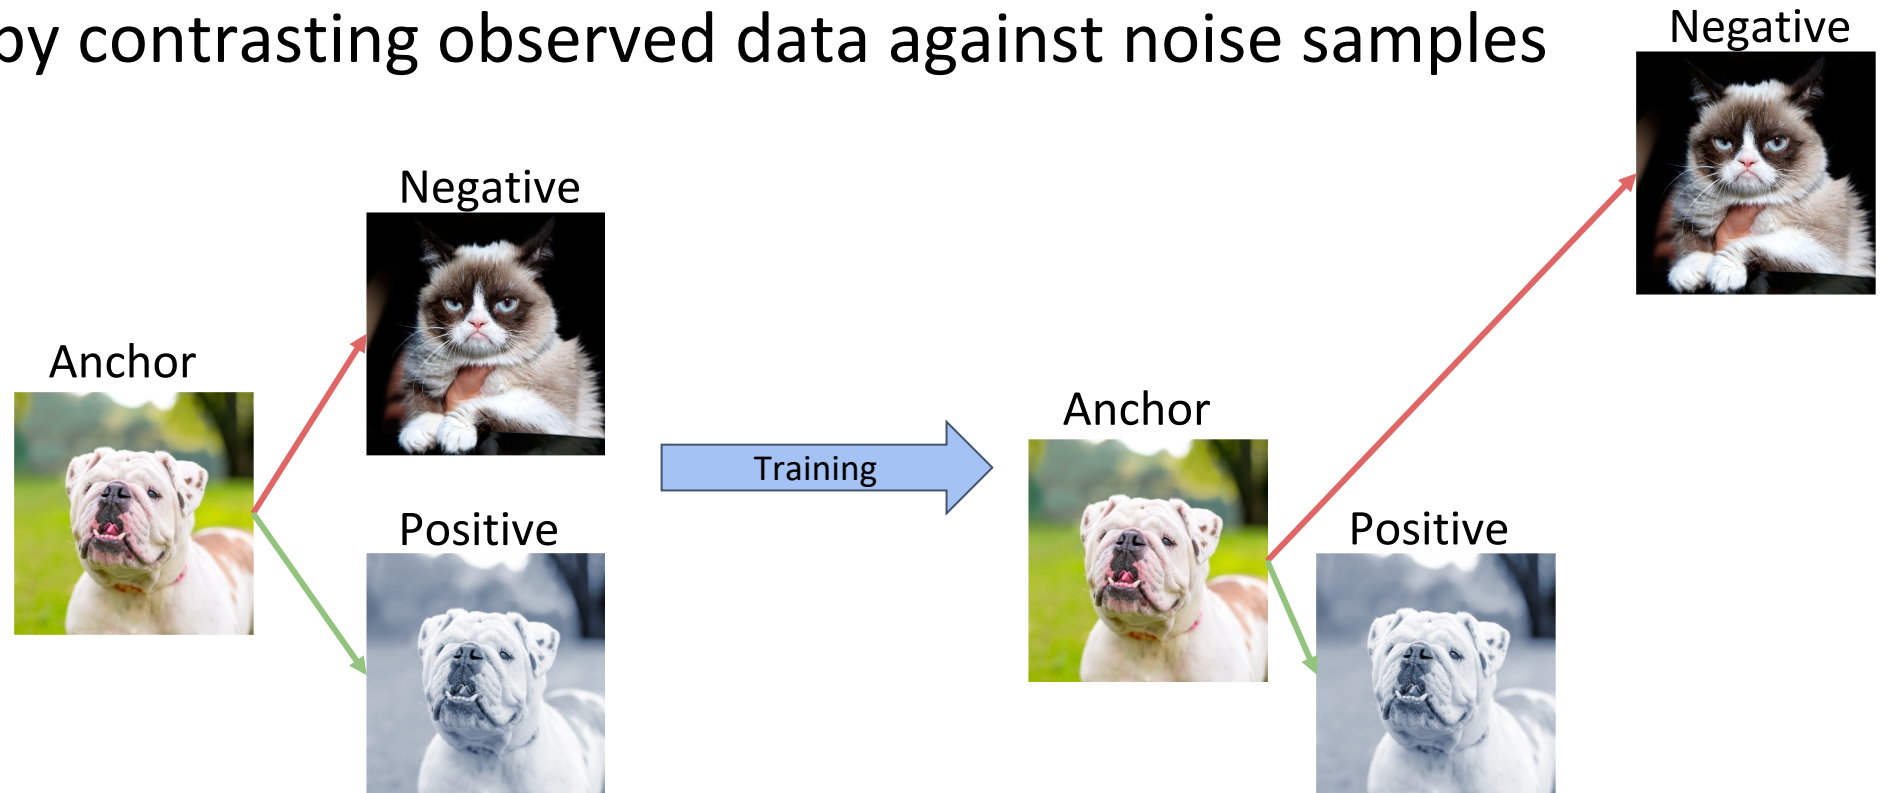 by contrasting observed data against noise samples
Negative
Negative
Anchor
Positive
Training
Anchor
Positive